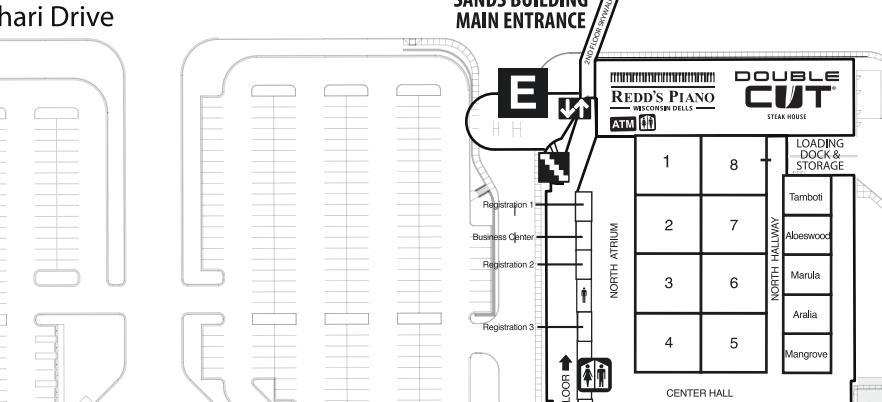 hari Drive
SANDS BUILDING
MAIN ENTRANCE
2ND FLOOR SKYWAL
E
REDD'S PIANO
WISCONSIN DELLS
DOUBLE
CUT
STEAK HOUSE
ATM
LOADING
DOCK &
STORAGE
1
8
2
7
3
6
4
5
Tamboti
Aloeswood
Marula
Aralia
Mangrove
Registration 1
Business Center
Registration 2
Registration 3
NORTH ATRIUM
NORTH HALLWAY
LOOR
CENTER HALL